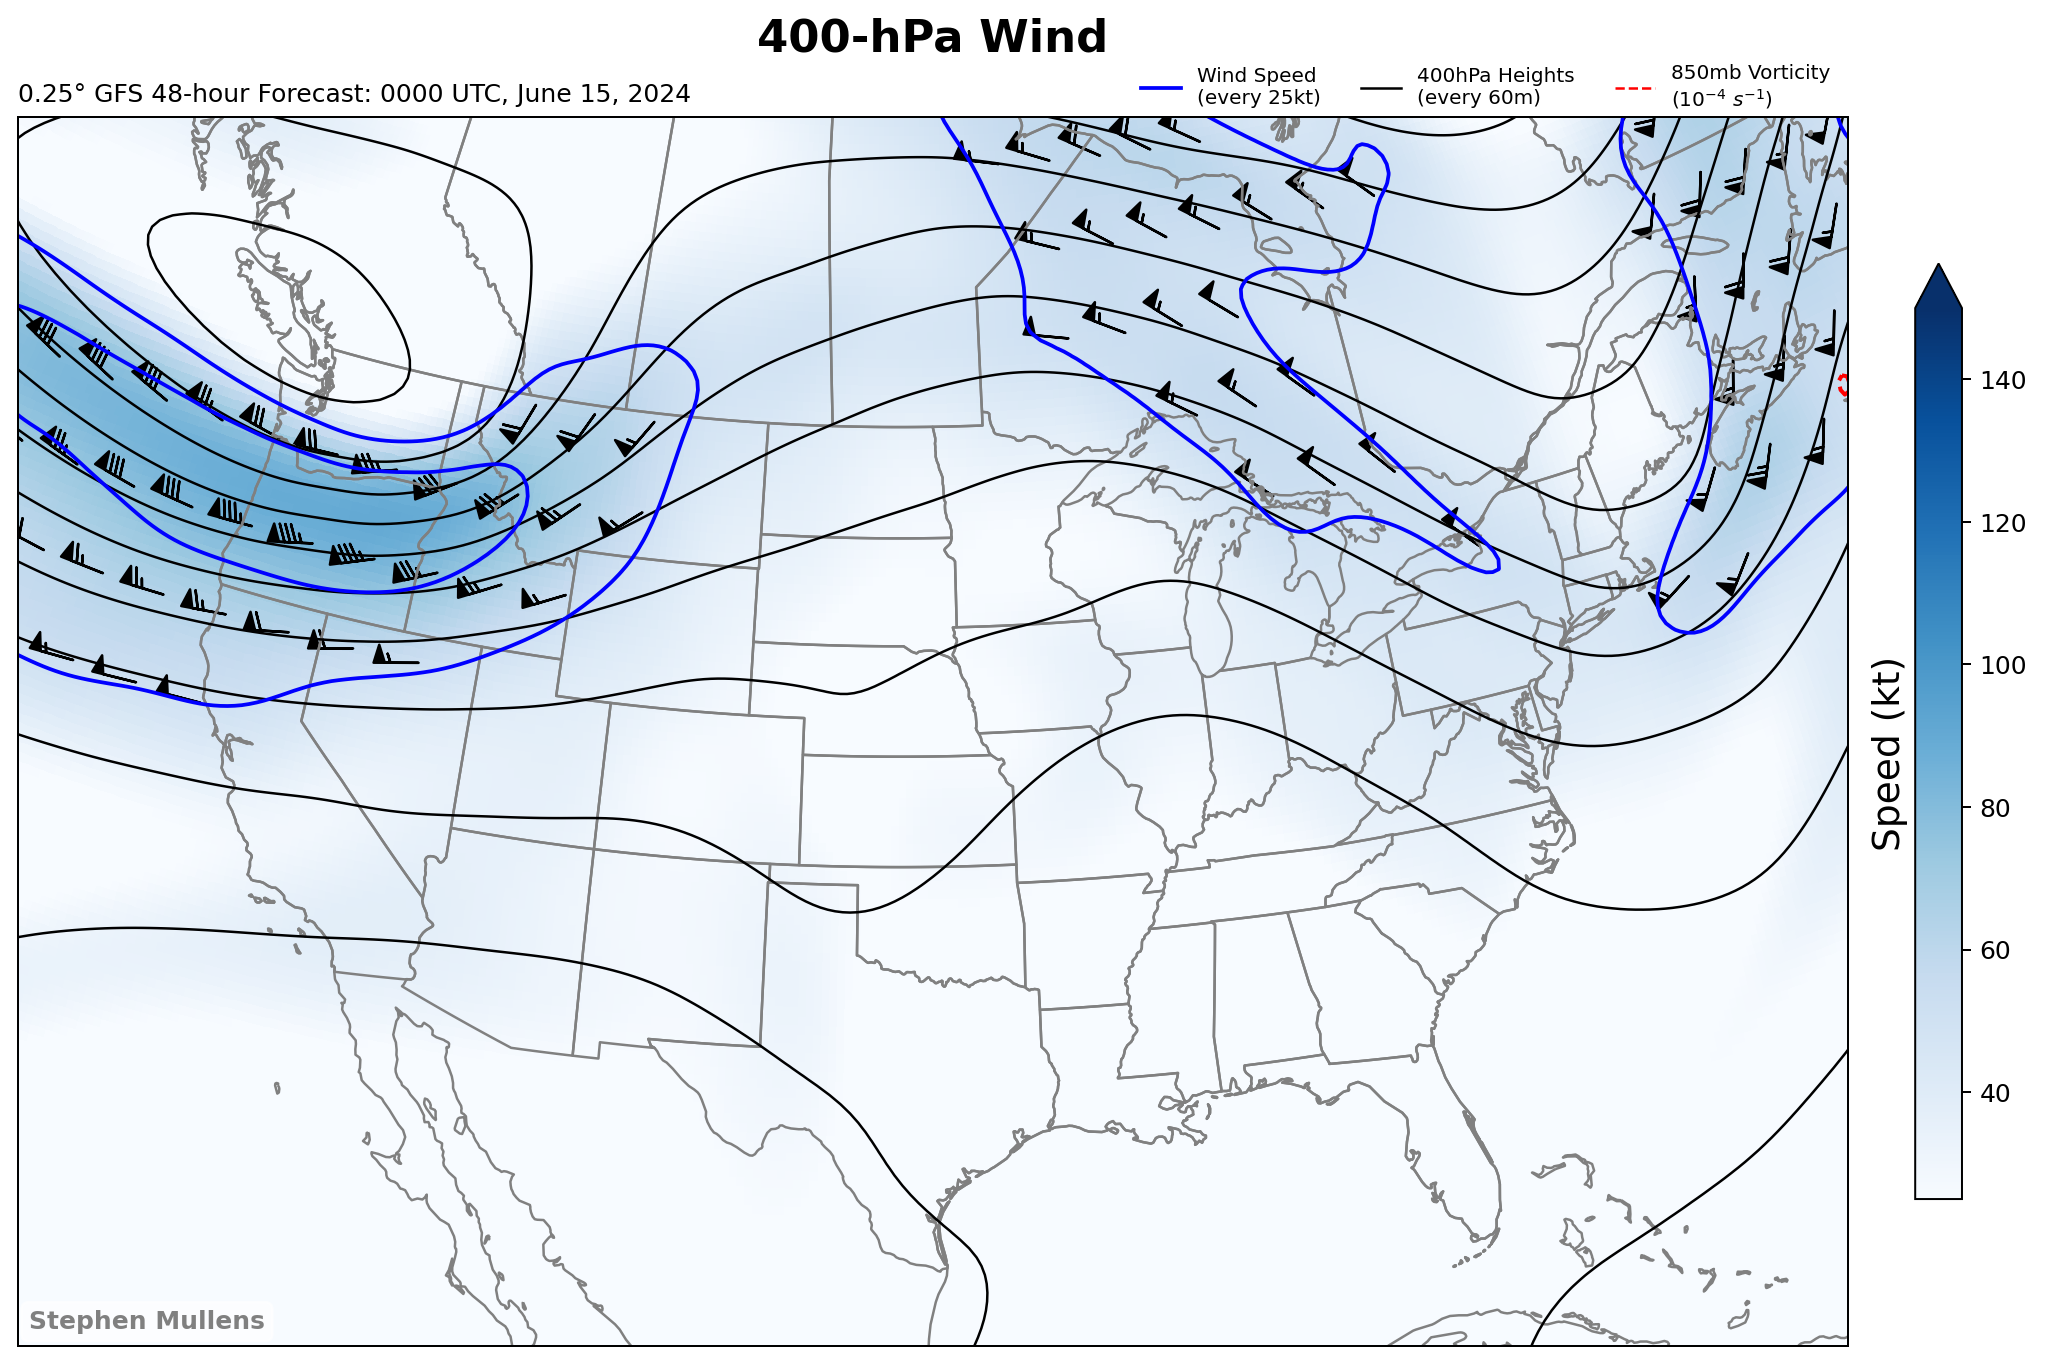 400-hPa Wind
0.25° GFS 48-hour Forecast: 0000 UTC, June 15, 2024
Wind Speed
(every 25kt)
400hPa Heights
(every 60m)
850mb Vorticity
(10⁻⁴ s⁻¹)
140
120
100
80
60
40
Speed (kt)
Stephen Mullens